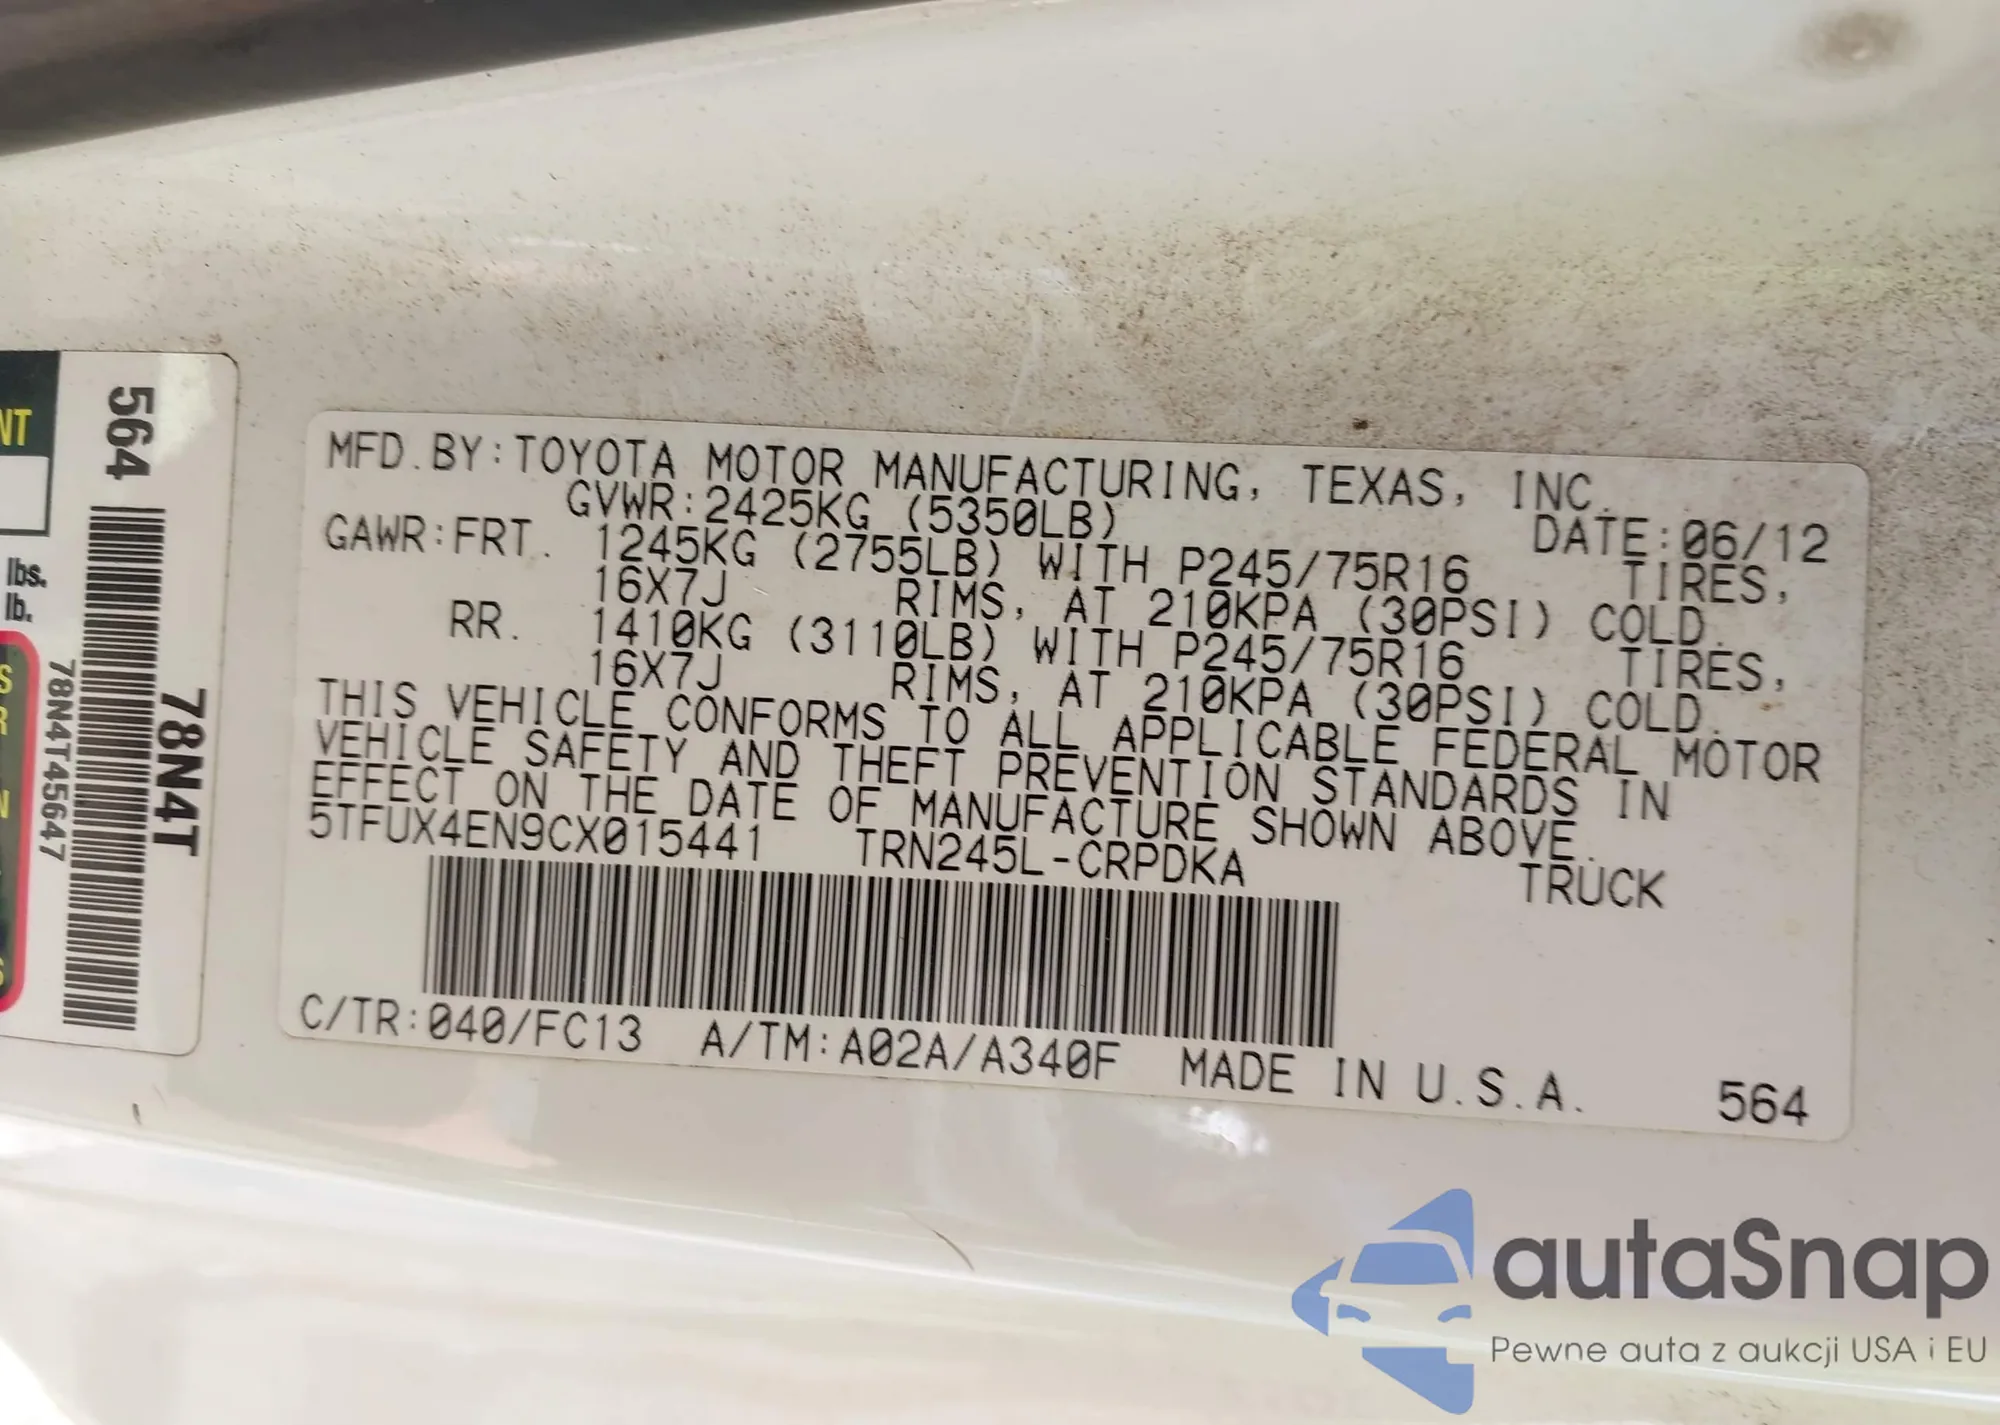 NT
lbs.
lb.
564
78N4T
78N4T45647
MFD.BY:TOYOTA MOTOR MANUFACTURING, TEXAS, INC.
GVWR:2425KG (5350LB) DATE:06/12
GAWR:FRT. 1245KG (2755LB) WITH P245/75R16 TIRES,
16X7J RIMS, AT 210KPA (30PSI) COLD.
RR. 1410KG (3110LB) WITH P245/75R16 TIRES,
16X7J RIMS, AT 210KPA (30PSI) COLD.
THIS VEHICLE CONFORMS TO ALL APPLICABLE FEDERAL MOTOR
VEHICLE SAFETY AND THEFT PREVENTION STANDARDS IN
EFFECT ON THE DATE OF MANUFACTURE SHOWN ABOVE.
5TFUX4EN9CX015441 TRN245L-CRPDKA TRUCK
C/TR:040/FC13 A/TM:A02A/A340F MADE IN U.S.A. 564
autaSnap
Pewne auta z aukcji USA i EU